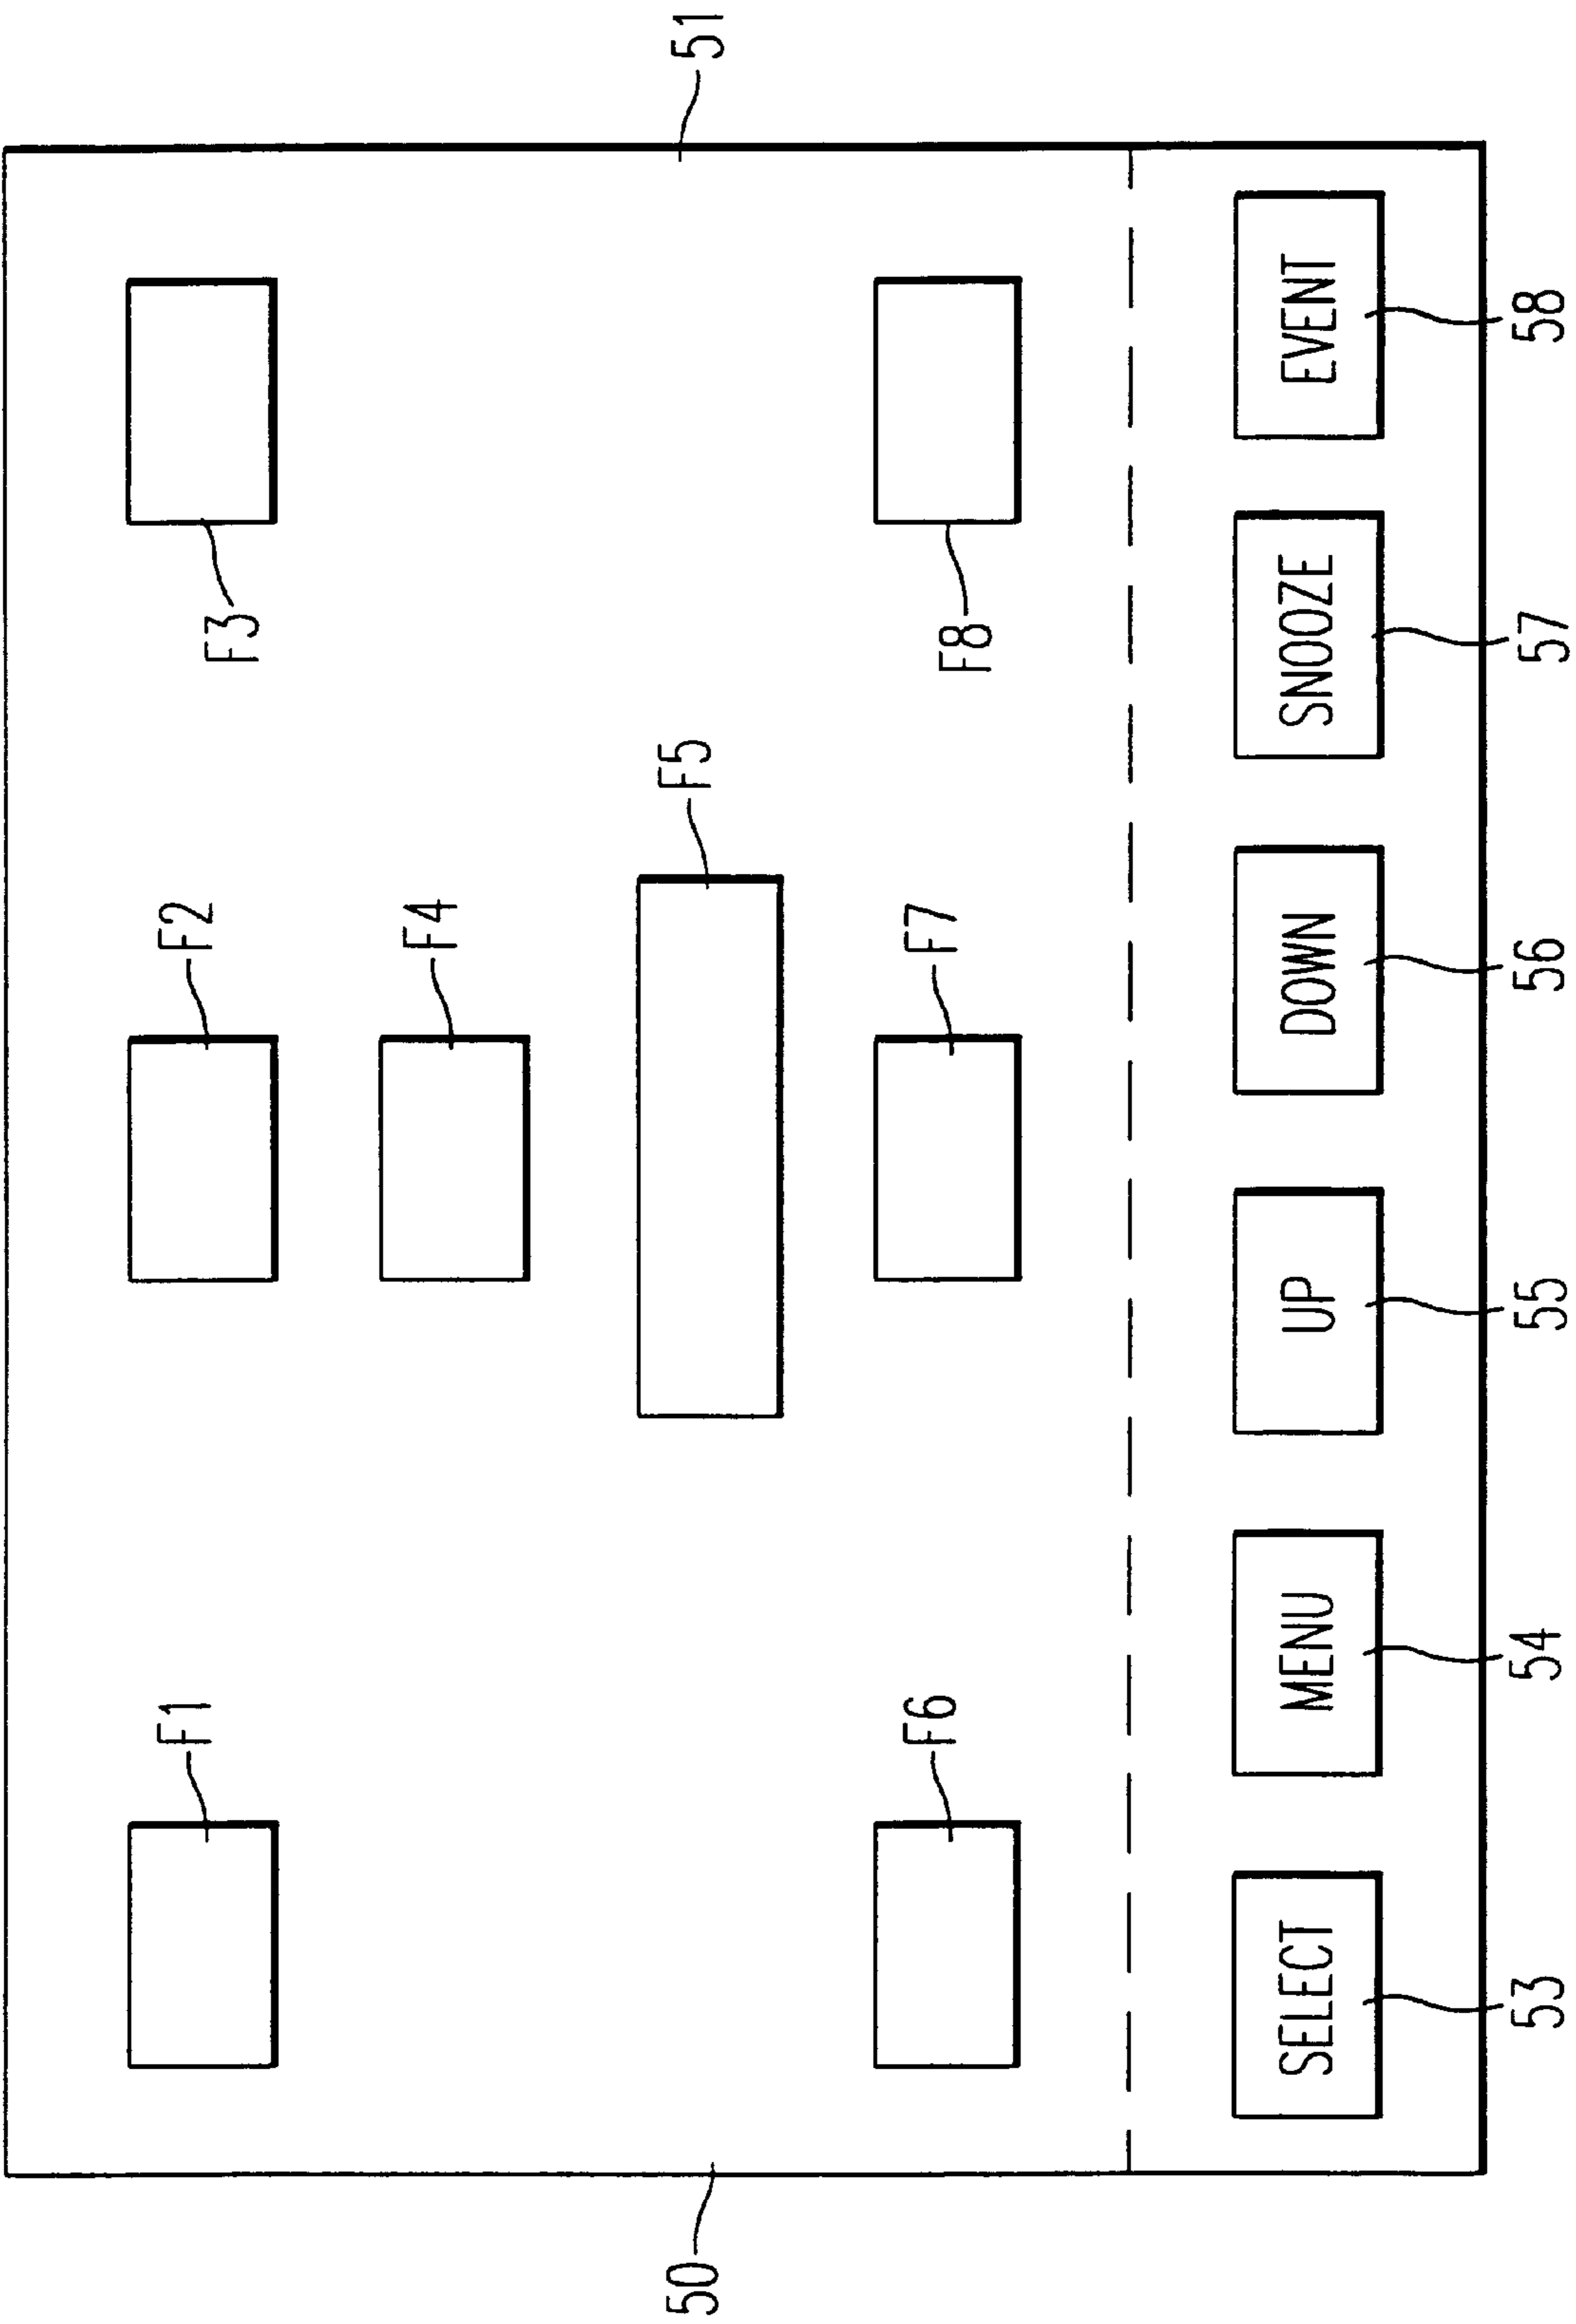 F1
F2
F3
F4
F5
F6
F7
F8
50
51
SELECT
MENU
UP
DOWN
SNOOZE
EVENT
53
54
55
56
57
58